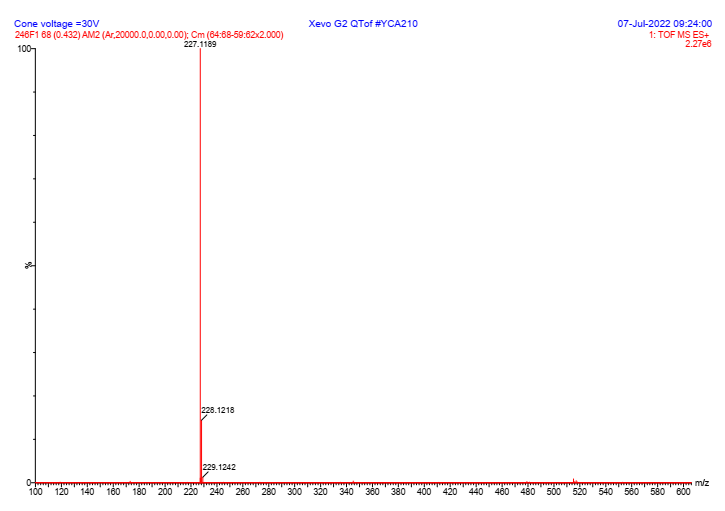 Cone voltage =30V Xevo G2 QTof #YCA210 07-Jul-2022 09:24:00
246F1 68 (0.432) AM2 (Ar,20000.0,0.00,0.00); Cm (64:68-59:62x2.000) 1: TOF MS ES+
2.27e6
227.1189
100
%
228.1218
229.1242
0
100 120 140 160 180 200 220 240 260 280 300 320 340 360 380 400 420 440 460 480 500 520 540 560 580 600 m/z